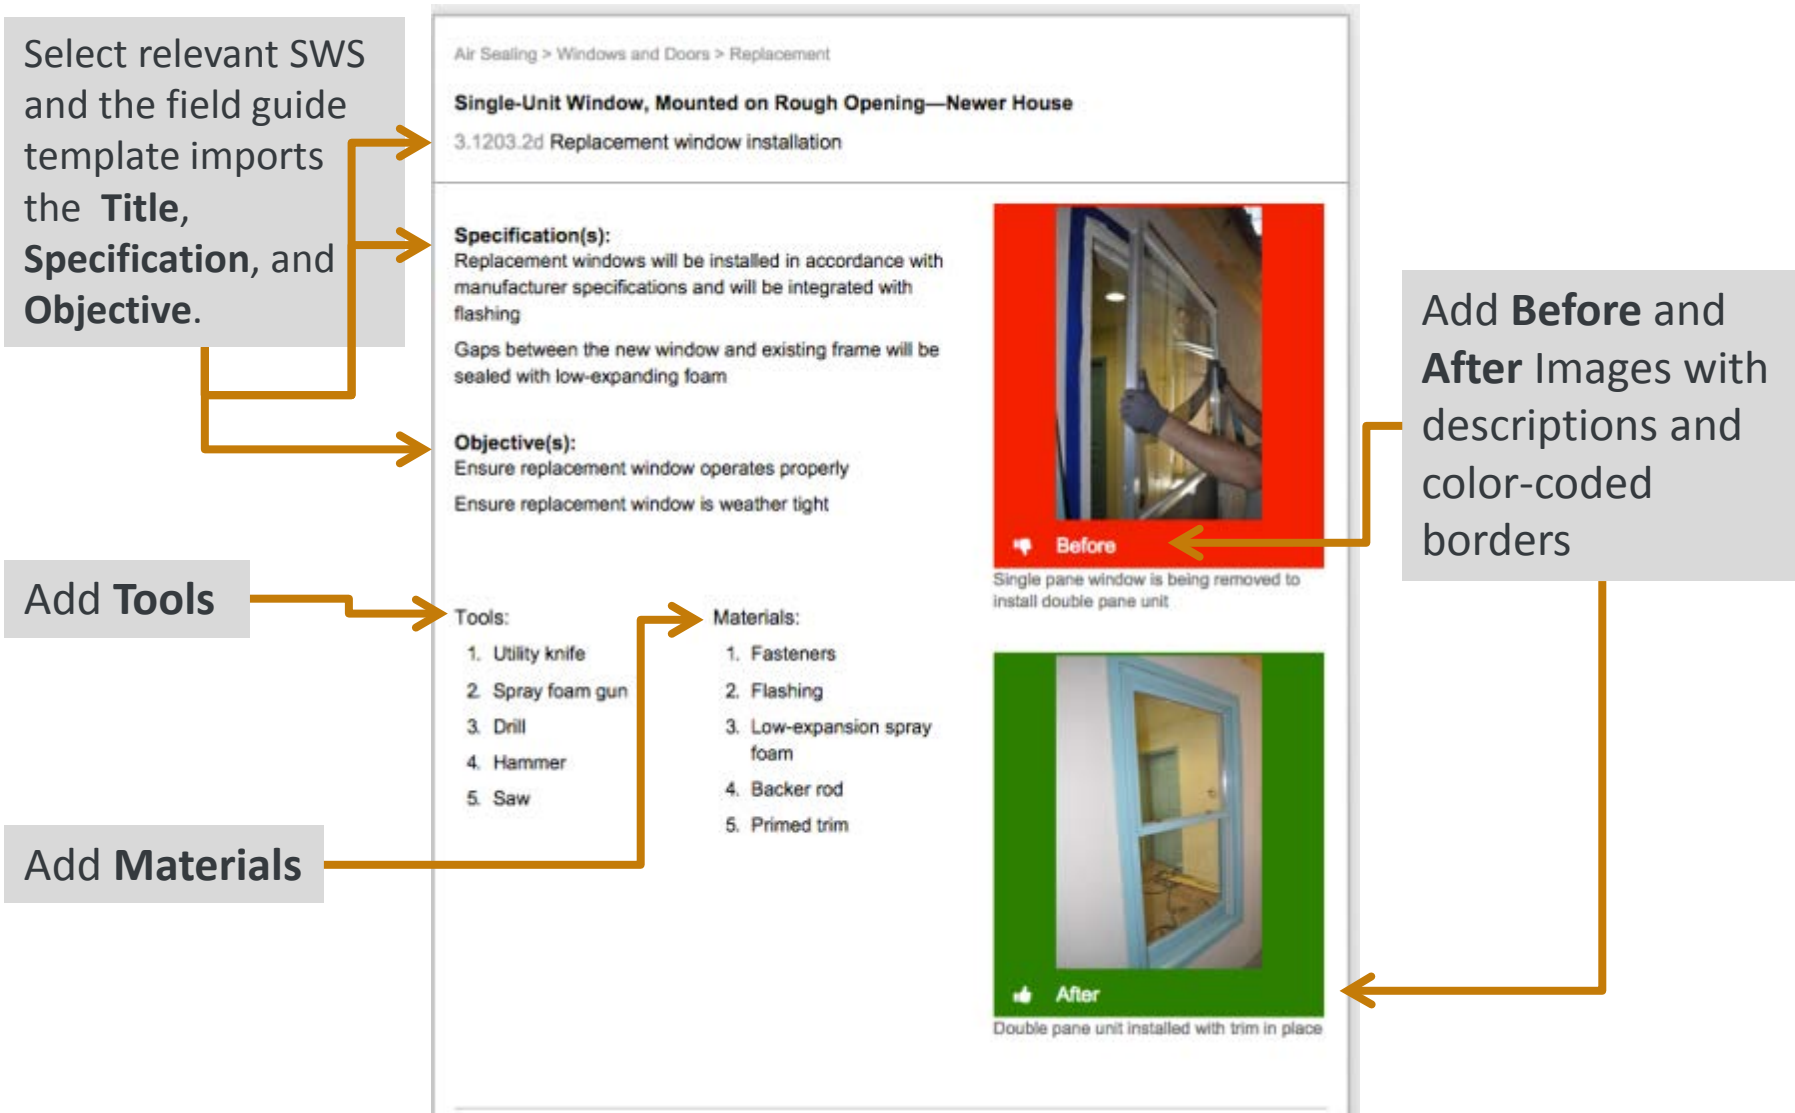 Select relevant SWS
and the field guide
template imports
the Title,
Specification, and
Objective.
Add Tools
Add Materials
Air Sealing > Windows and Doors > Replacement
Single-Unit Window, Mounted on Rough Opening—Newer House
3.1203.2d Replacement window installation
Specification(s):
Replacement windows will be installed in accordance with
manufacturer specifications and will be integrated with
flashing
Gaps between the new window and existing frame will be
sealed with low-expanding foam
Objective(s):
Ensure replacement window operates properly
Ensure replacement window is weather tight
Tools:
1. Utility knife
2. Spray foam gun
3. Drill
4. Hammer
5. Saw
Materials:
1. Fasteners
2. Flashing
3. Low-expansion spray
foam
4. Backer rod
5. Primed trim
Before
Single pane window is being removed to
install double pane unit
After
Double pane unit installed with trim in place
Add Before and
After Images with
descriptions and
color-coded
borders